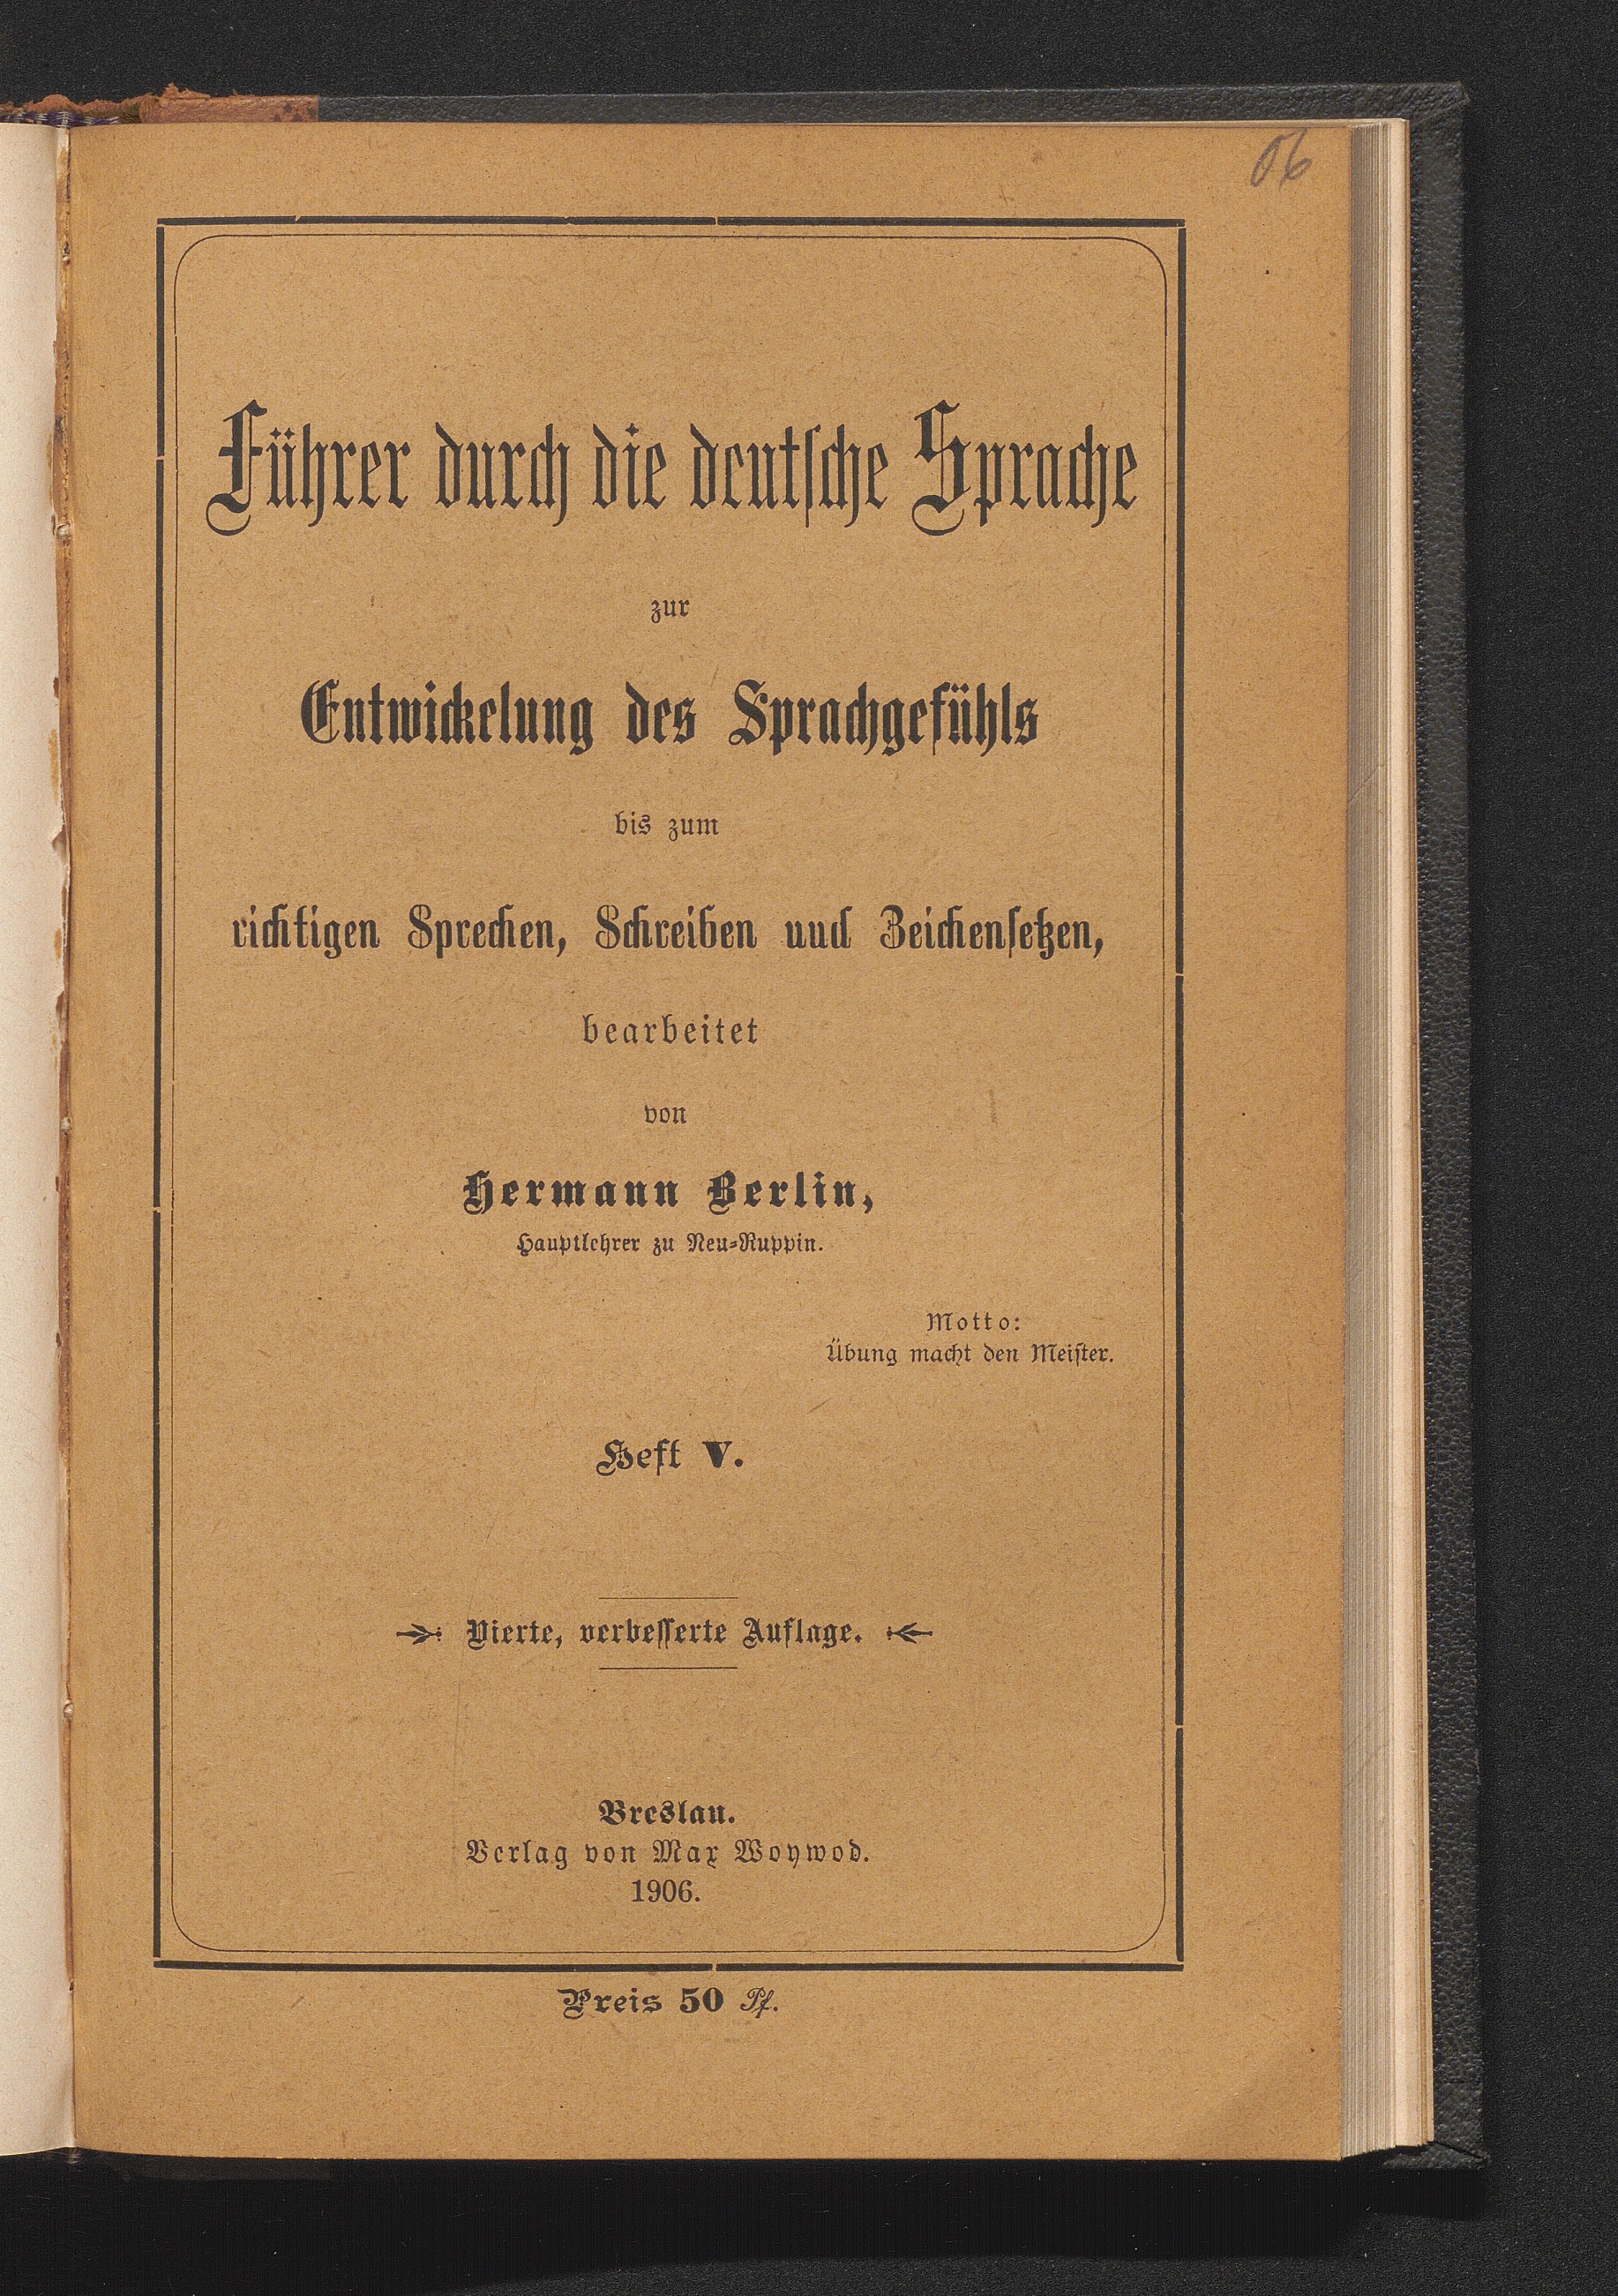 06
Führer durch die deutsche Sprache
zur
Entwickelung des Sprachgefühls
bis zum
richtigen Sprechen, Schreiben und Zeichensetzen,
bearbeitet
von
Hermann Berlin,
Hauptlehrer zu Neu-Ruppin.
Motto:
Übung macht den Meister.
Heft V.
Vierte, verbesserte Auflage.
Breslau.
Verlag von Max Woywod.
1906.
Preis 50 Pf.